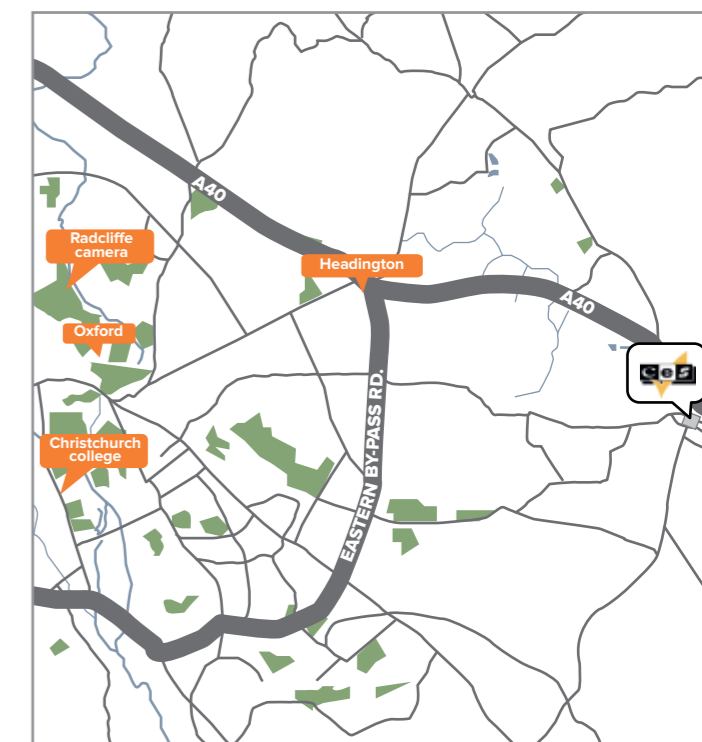 A40
Radcliffe
camera
Headington
Oxford
A40
ces
EASTERN BY-PASS RD.
Christchurch
college